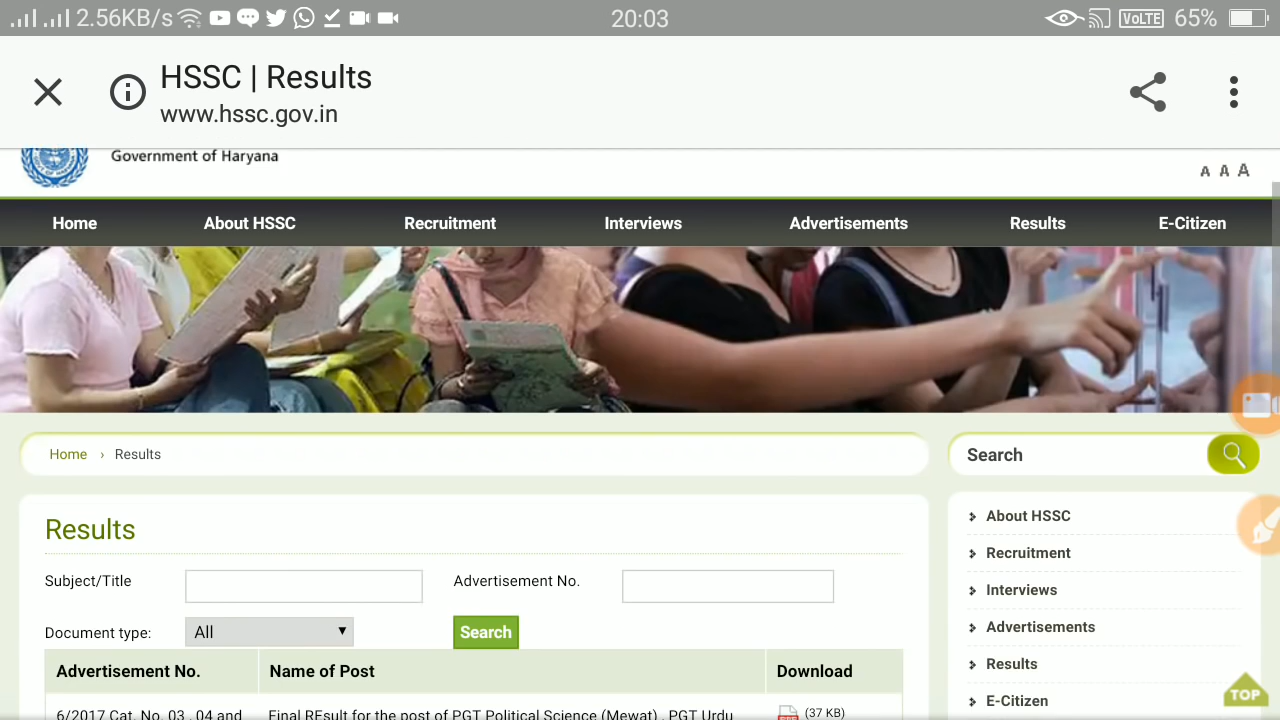 2.56KB/s 20:03 VoLTE 65%
HSSC | Results
www.hssc.gov.in
Government of Haryana
A A A
Home About HSSC Recruitment Interviews Advertisements Results E-Citizen
Home › Results
Search
Results
Subject/Title Advertisement No.
Document type: All Search
Advertisement No. Name of Post Download
6/2017 Cat. No. 03 , 04 and Final REsult for the post of PGT Political Science (Mewat) , PGT Urdu (37 KB)
About HSSC
Recruitment
Interviews
Advertisements
Results
E-Citizen
TOP